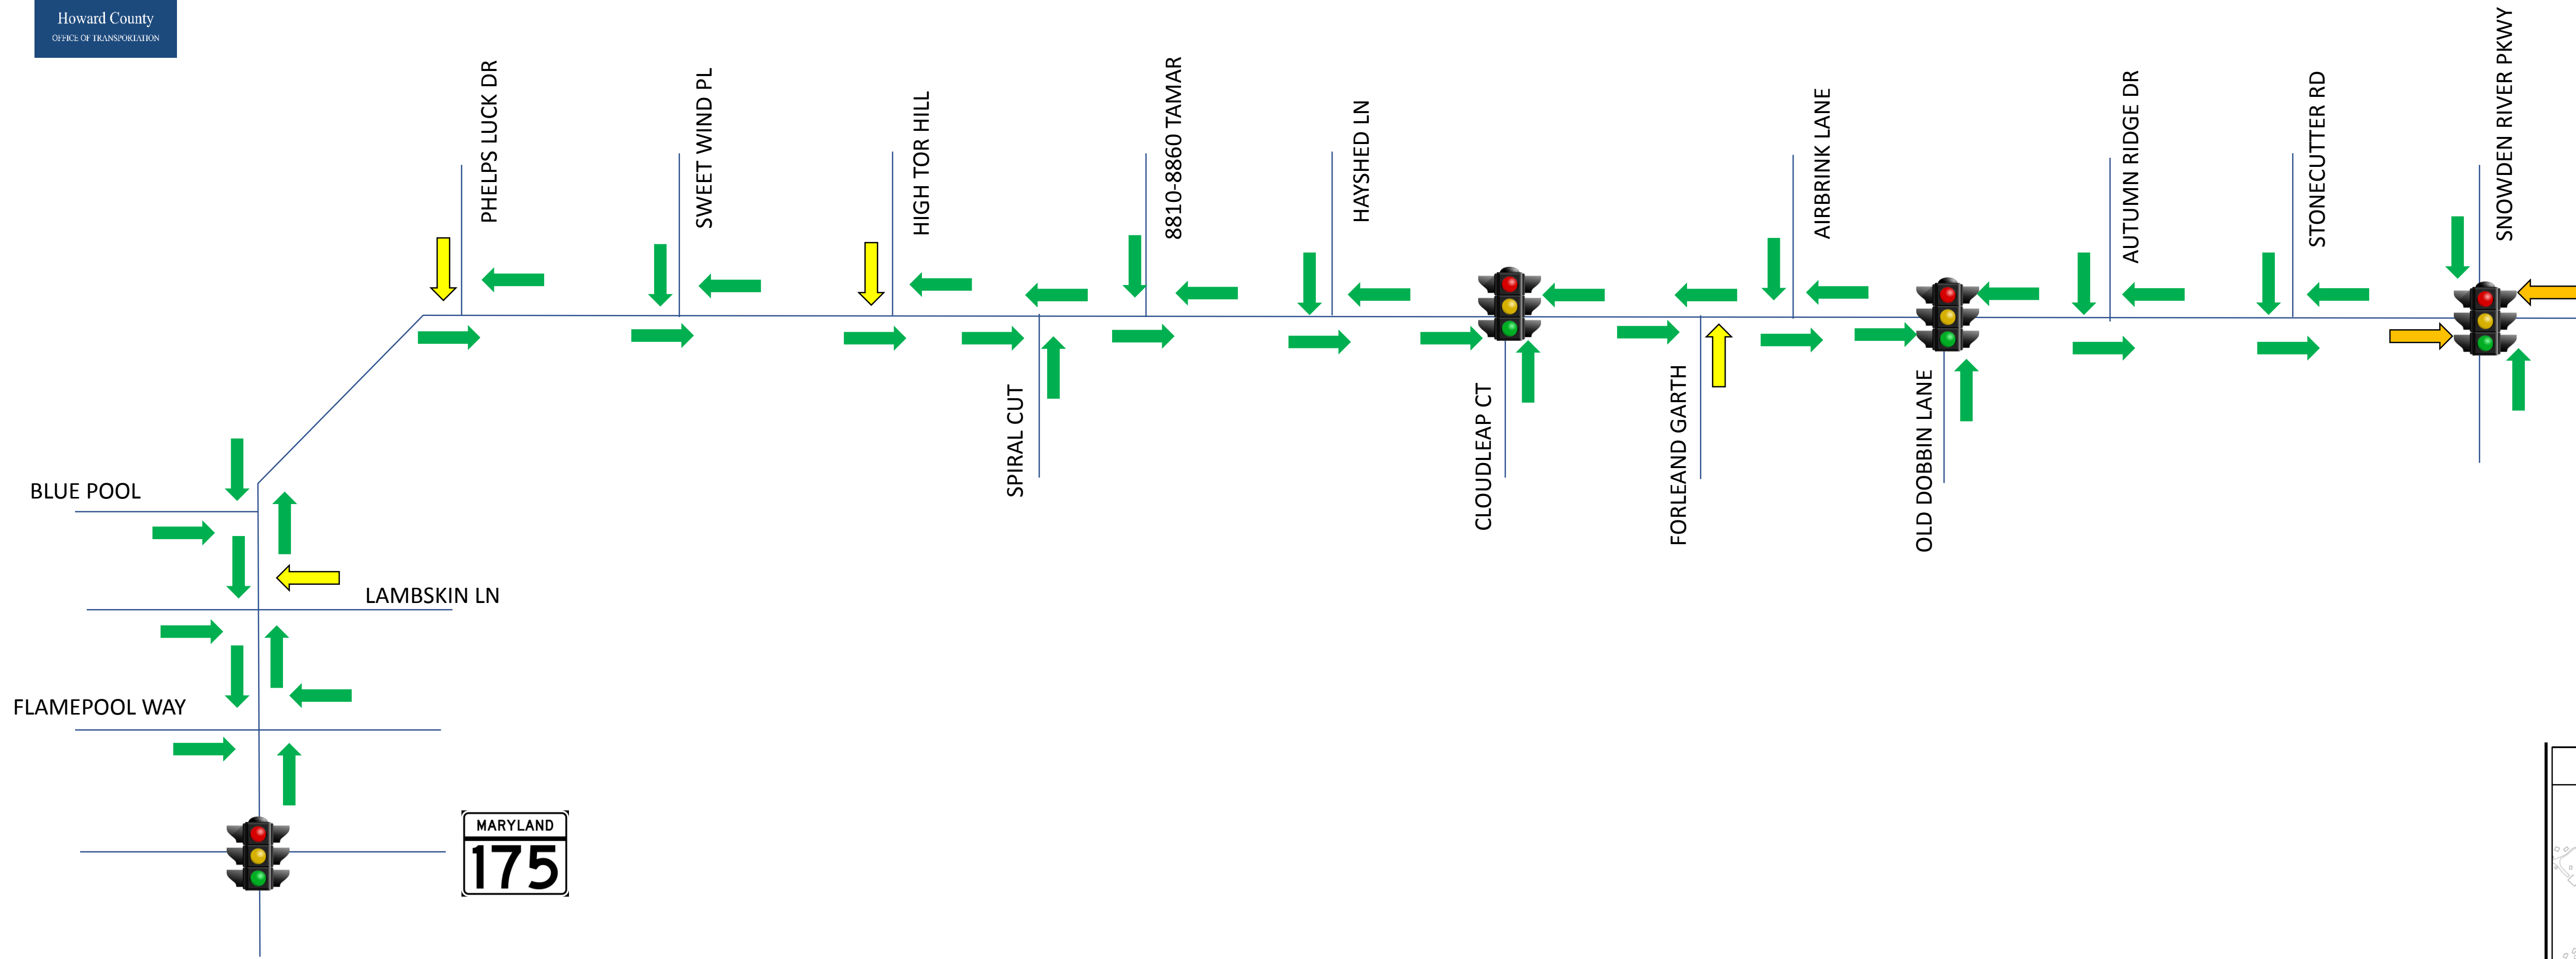 Howard County
OFFICE OF TRANSPORTATION
PHELPS LUCK DR
SWEET WIND PL
HIGH TOR HILL
8810-8860 TAMAR
HAYSHED LN
AIRBRINK LANE
AUTUMN RIDGE DR
STONECUTTER RD
SNOWDEN RIVER PKWY
SPIRAL CUT
CLOUDLEAP CT
FORLEAND GARTH
OLD DOBBIN LANE
BLUE POOL
LAMBSKIN LN
FLAMEPOOL WAY
MARYLAND
175